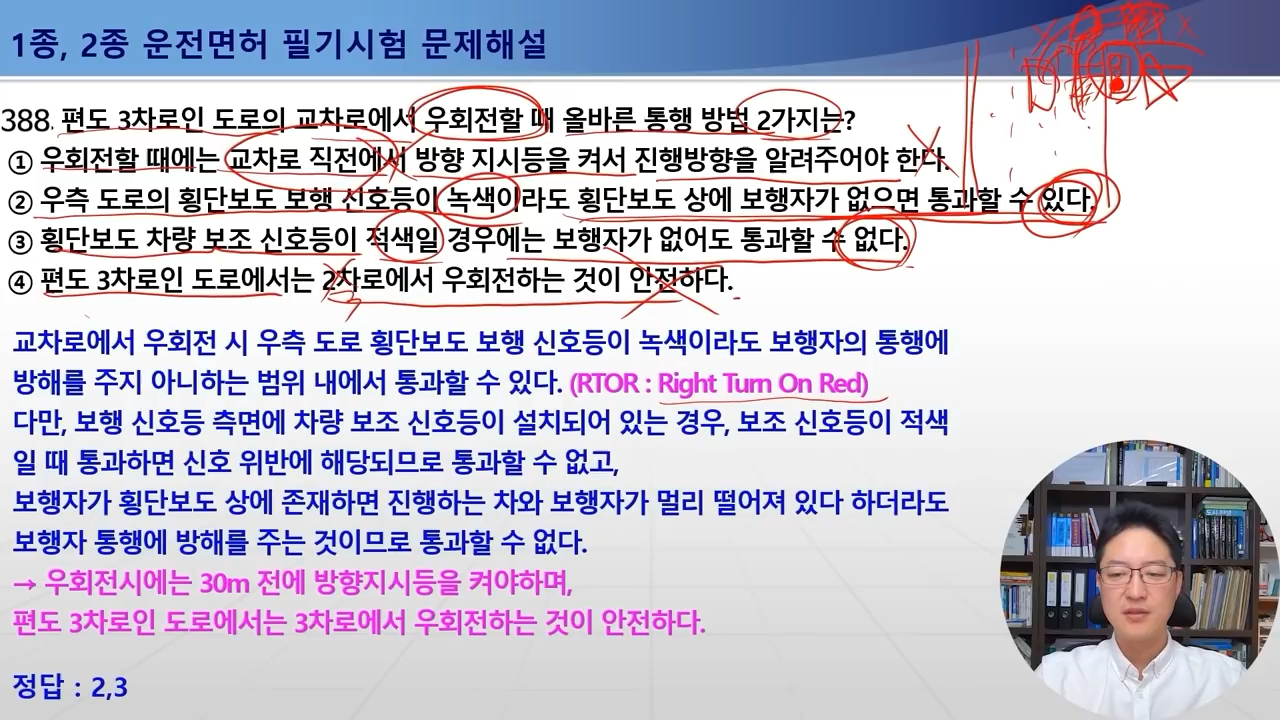 1종, 2종 운전면허 필기시험 문제해설
388. 편도 3차로인 도로의 교차로에서 우회전할 때 올바른 통행 방법 2가지는?
① 우회전할 때에는 교차로 직전에서 방향 지시등을 켜서 진행방향을 알려주어야 한다.
② 우측 도로의 횡단보도 보행 신호등이 녹색이라도 횡단보도 상에 보행자가 없으면 통과할 수 있다.
③ 횡단보도 차량 보조 신호등이 적색일 경우에는 보행자가 없어도 통과할 수 없다.
④ 편도 3차로인 도로에서는 2차로에서 우회전하는 것이 안전하다.
교차로에서 우회전 시 우측 도로 횡단보도 보행 신호등이 녹색이라도 보행자의 통행에
방해를 주지 아니하는 범위 내에서 통과할 수 있다. (RTOR : Right Turn On Red)
다만, 보행 신호등 측면에 차량 보조 신호등이 설치되어 있는 경우, 보조 신호등이 적색
일 때 통과하면 신호 위반에 해당되므로 통과할 수 없고,
보행자가 횡단보도 상에 존재하면 진행하는 차와 보행자가 멀리 떨어져 있다 하더라도
보행자 통행에 방해를 주는 것이므로 통과할 수 없다.
→ 우회전시에는 30m 전에 방향지시등을 켜야하며,
편도 3차로인 도로에서는 3차로에서 우회전하는 것이 안전하다.
정답 : 2,3